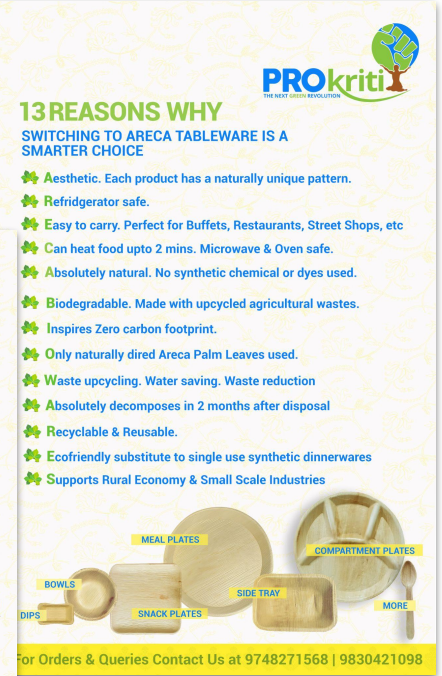 PROkriti
THE NEXT GREEN REVOLUTION
13 REASONS WHY
SWITCHING TO ARECA TABLEWARE IS A
SMARTER CHOICE
Aesthetic. Each product has a naturally unique pattern.
Refridgerator safe.
Easy to carry. Perfect for Buffets, Restaurants, Street Shops, etc
Can heat food upto 2 mins. Microwave & Oven safe.
Absolutely natural. No synthetic chemical or dyes used.
Biodegradable. Made with upcycled agricultural wastes.
Inspires Zero carbon footprint.
Only naturally dired Areca Palm Leaves used.
Waste upcycling. Water saving. Waste reduction
Absolutely decomposes in 2 months after disposal
Recyclable & Reusable.
Ecofriendly substitute to single use synthetic dinnerwares
Supports Rural Economy & Small Scale Industries
MEAL PLATES
COMPARTMENT PLATES
BOWLS
SIDE TRAY
MORE
DIPS
SNACK PLATES
For Orders & Queries Contact Us at 9748271568 | 9830421098